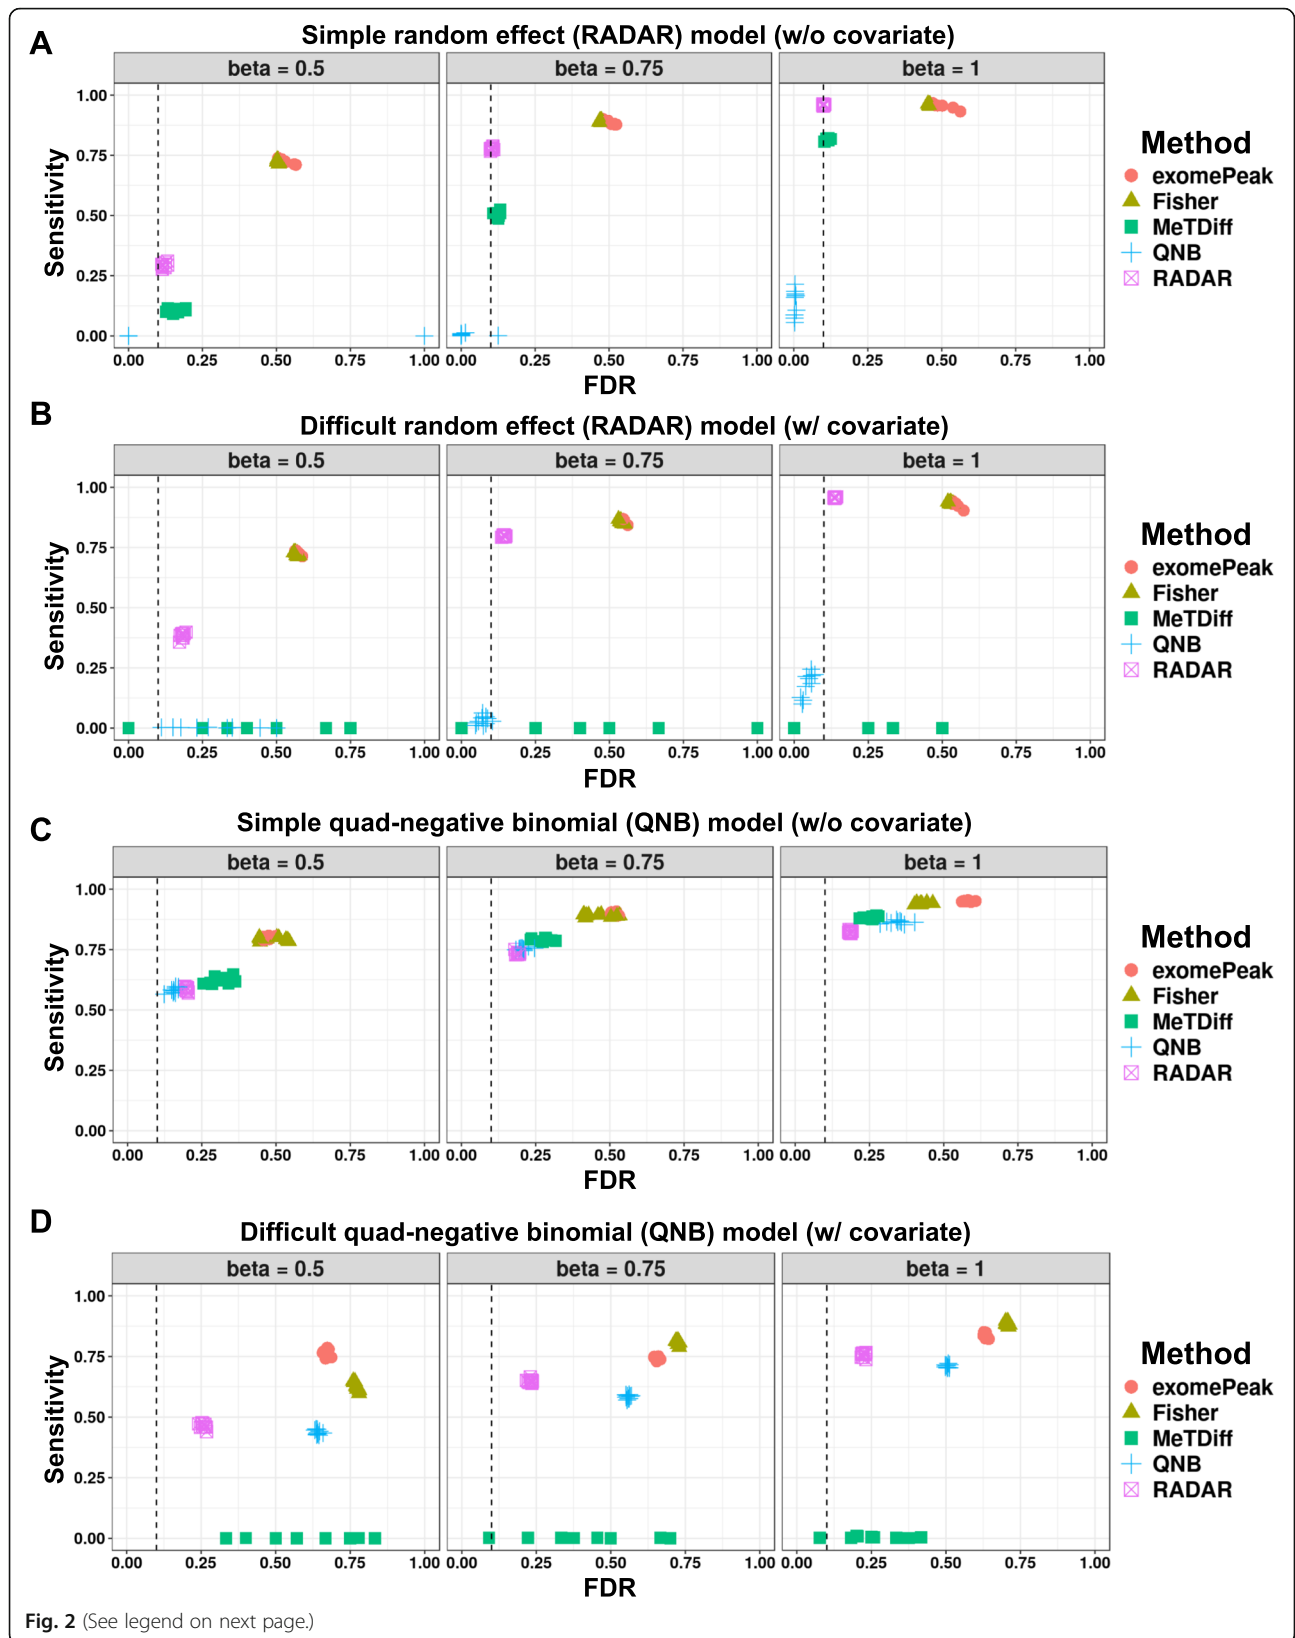 A
Simple random effect (RADAR) model (w/o covariate)
beta = 0.5
beta = 0.75
beta = 1
1.00
0.75
0.50
0.25
0.00
Sensitivity
0.00 0.25 0.50 0.75 1.00
0.00 0.25 0.50 0.75 1.00
0.00 0.25 0.50 0.75 1.00
FDR
Method
exomePeak
Fisher
MeTDiff
QNB
RADAR
B
Difficult random effect (RADAR) model (w/ covariate)
beta = 0.5
beta = 0.75
beta = 1
1.00
0.75
0.50
0.25
0.00
Sensitivity
0.00 0.25 0.50 0.75 1.00
0.00 0.25 0.50 0.75 1.00
0.00 0.25 0.50 0.75 1.00
FDR
Method
exomePeak
Fisher
MeTDiff
QNB
RADAR
C
Simple quad-negative binomial (QNB) model (w/o covariate)
beta = 0.5
beta = 0.75
beta = 1
1.00
0.75
0.50
0.25
0.00
Sensitivity
0.00 0.25 0.50 0.75 1.00
0.00 0.25 0.50 0.75 1.00
0.00 0.25 0.50 0.75 1.00
FDR
Method
exomePeak
Fisher
MeTDiff
QNB
RADAR
D
Difficult quad-negative binomial (QNB) model (w/ covariate)
beta = 0.5
beta = 0.75
beta = 1
1.00
0.75
0.50
0.25
0.00
Sensitivity
0.00 0.25 0.50 0.75 1.00
0.00 0.25 0.50 0.75 1.00
0.00 0.25 0.50 0.75 1.00
FDR
Method
exomePeak
Fisher
MeTDiff
QNB
RADAR
Fig. 2 (See legend on next page.)